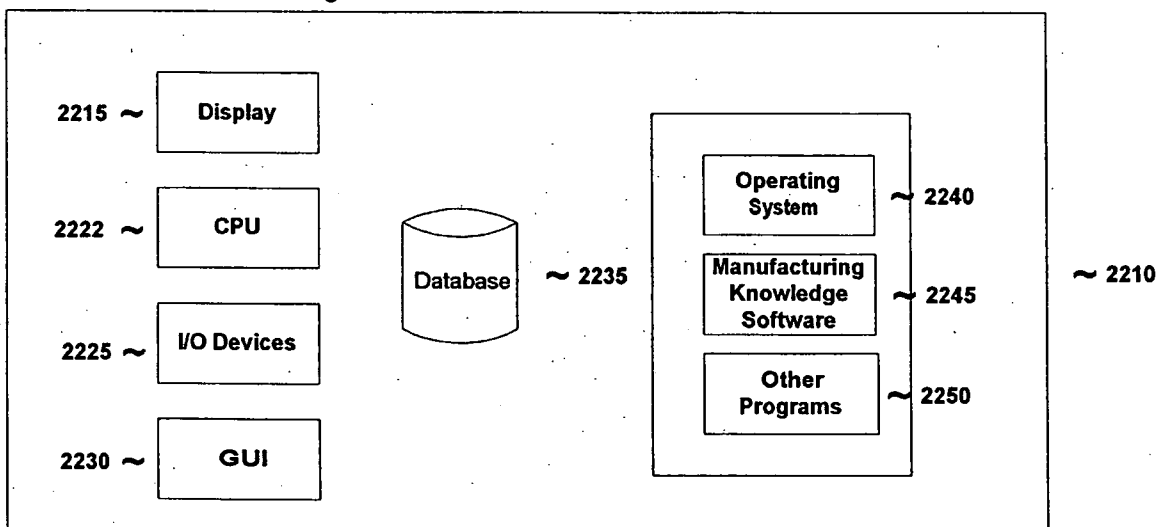 2215 ~ Display
2222 ~ CPU
2225 ~ I/O Devices
2230 ~ GUI
Database ~ 2235
Operating
System
~ 2240
Manufacturing
Knowledge
Software
~ 2245
Other
Programs
~ 2250
~ 2210